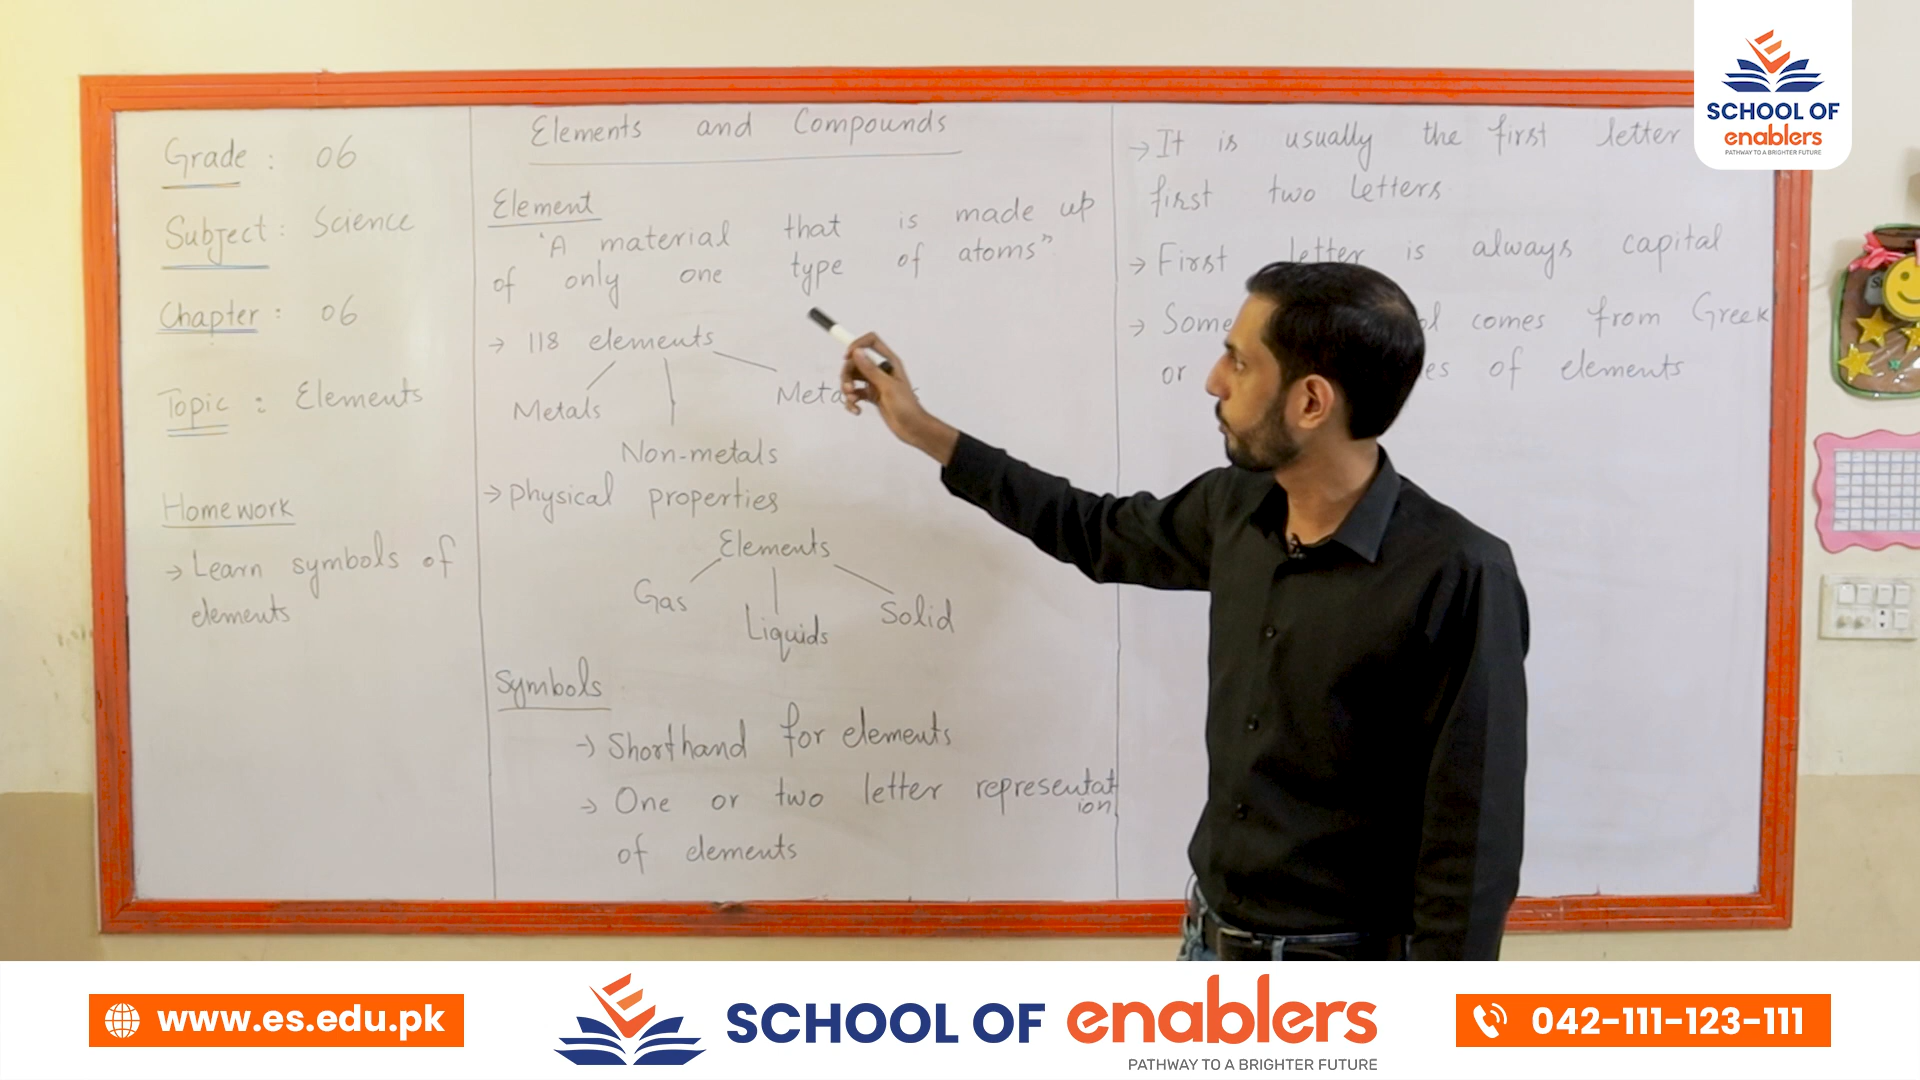 Grade : 06
Subject : Science
Chapter : 06
Topic : Elements
Homework
→ Learn symbols of
elements
Elements and Compounds
Element
"A material that is made up
of only one type of atoms"
→ 118 elements
Metals
Non-metals
→ Physical properties
Elements
Gas
Liquids
Solid
Symbols
→ Shorthand for elements
→ One or two letter representat
ion
of elements
→ It is usually the first letter
first two letters
→ First letter is always capital
→ Some comes from Greek
or of elements
SCHOOL OF
enablers
PATHWAY TO A BRIGHTER FUTURE
www.es.edu.pk
SCHOOL OF enablers
PATHWAY TO A BRIGHTER FUTURE
042-111-123-111